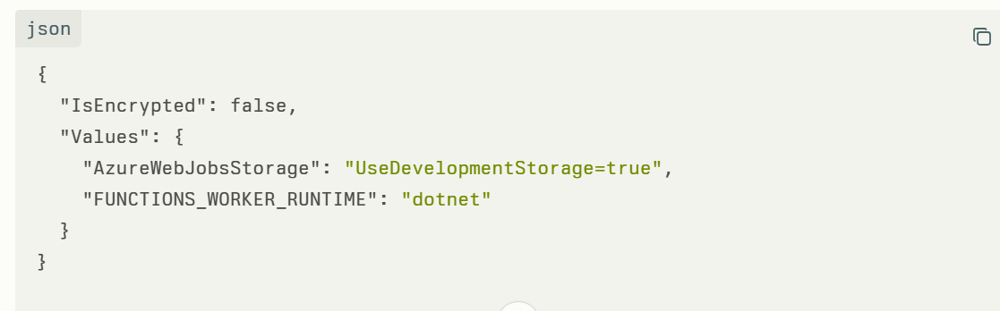 json
{
  "IsEncrypted": false,
  "Values": {
    "AzureWebJobsStorage": "UseDevelopmentStorage=true",
    "FUNCTIONS_WORKER_RUNTIME": "dotnet"
  }
}